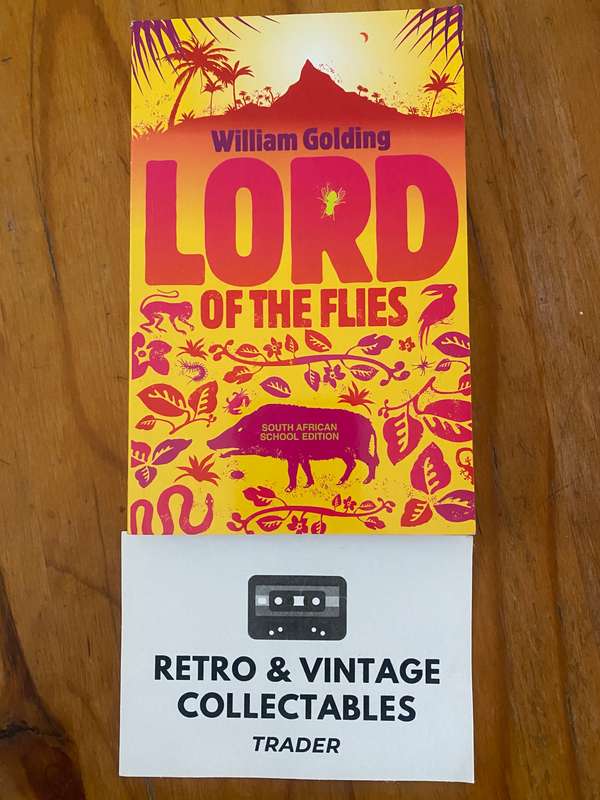 William Golding
LORD
OF THE FLIES
SOUTH AFRICAN
SCHOOL EDITION
RETRO & VINTAGE
COLLECTABLES
TRADER